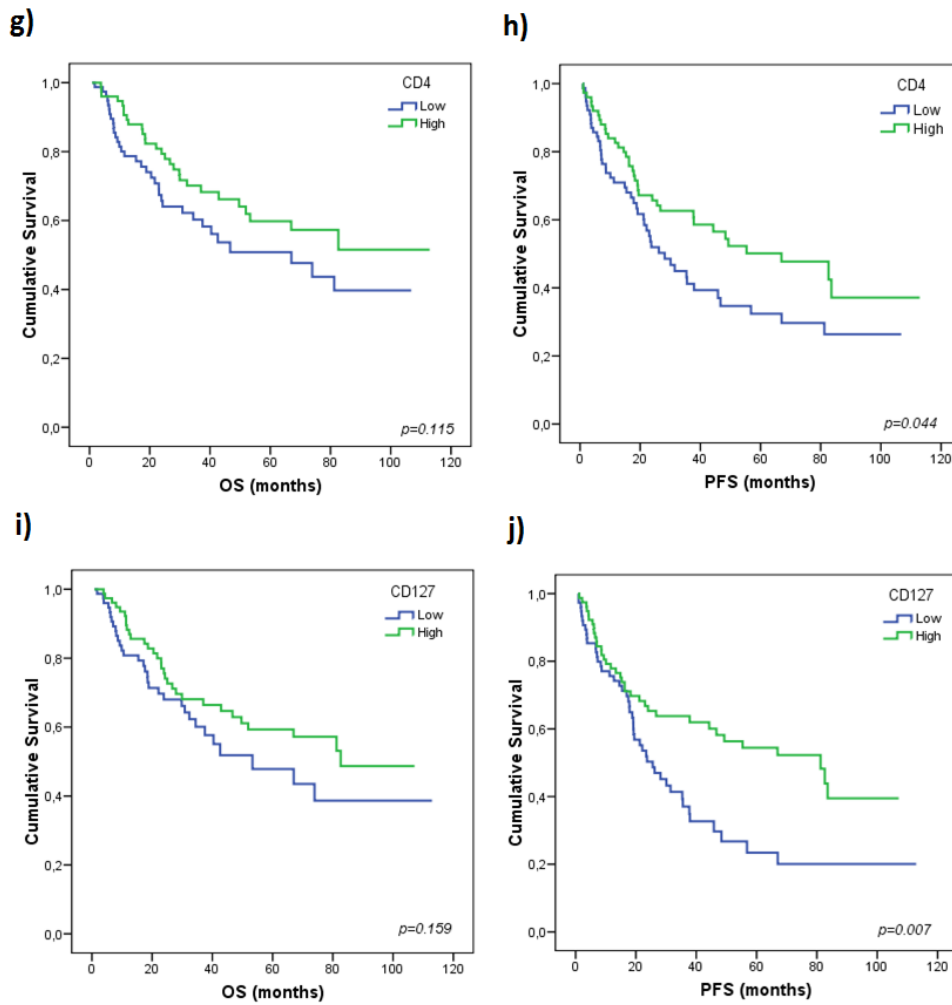 g)
CD4
Low
High
1,0
0,8
0,6
0,4
0,2
0,0
Cumulative Survival
p=0.115
0 20 40 60 80 100 120
OS (months)
h)
CD4
Low
High
1,0
0,8
0,6
0,4
0,2
0,0
Cumulative Survival
p=0.044
0 20 40 60 80 100 120
PFS (months)
i)
CD127
Low
High
1,0
0,8
0,6
0,4
0,2
0,0
Cumulative Survival
p=0.159
0 20 40 60 80 100 120
OS (months)
j)
CD127
Low
High
1,0
0,8
0,6
0,4
0,2
0,0
Cumulative Survival
p=0.007
0 20 40 60 80 100 120
PFS (months)